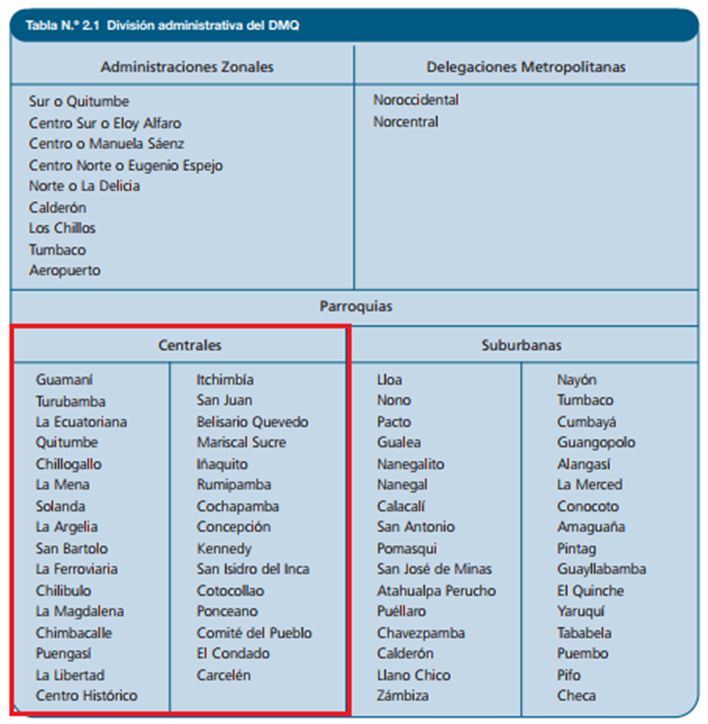 Tabla N.º 2.1 División administrativa del DMQ
Administraciones Zonales
Sur o Quitumbe
Centro Sur o Eloy Alfaro
Centro o Manuela Sáenz
Centro Norte o Eugenio Espejo
Norte o La Delicia
Calderón
Los Chillos
Tumbaco
Aeropuerto
Delegaciones Metropolitanas
Noroccidental
Norcentral
Parroquias
Centrales
Guamaní
Turubamba
La Ecuatoriana
Quitumbe
Chillogallo
La Mena
Solanda
La Argelia
San Bartolo
La Ferroviaria
Chilibulo
La Magdalena
Chimbacalle
Puengasí
La Libertad
Centro Histórico
Itchimbía
San Juan
Belisario Quevedo
Mariscal Sucre
Iñaquito
Rumipamba
Cochapamba
Concepción
Kennedy
San Isidro del Inca
Cotocollao
Ponceano
Comité del Pueblo
El Condado
Carcelén
Suburbanas
Lloa
Nono
Pacto
Gualea
Nanegalito
Nanegal
Calacalí
San Antonio
Pomasqui
San José de Minas
Atahualpa Perucho
Puéllaro
Chavezpamba
Calderón
Llano Chico
Zámbiza
Nayón
Tumbaco
Cumbayá
Guangopolo
Alangasí
La Merced
Conocoto
Amaguaña
Pintag
Guayllabamba
El Quinche
Yaruquí
Tababela
Puembo
Pifo
Checa